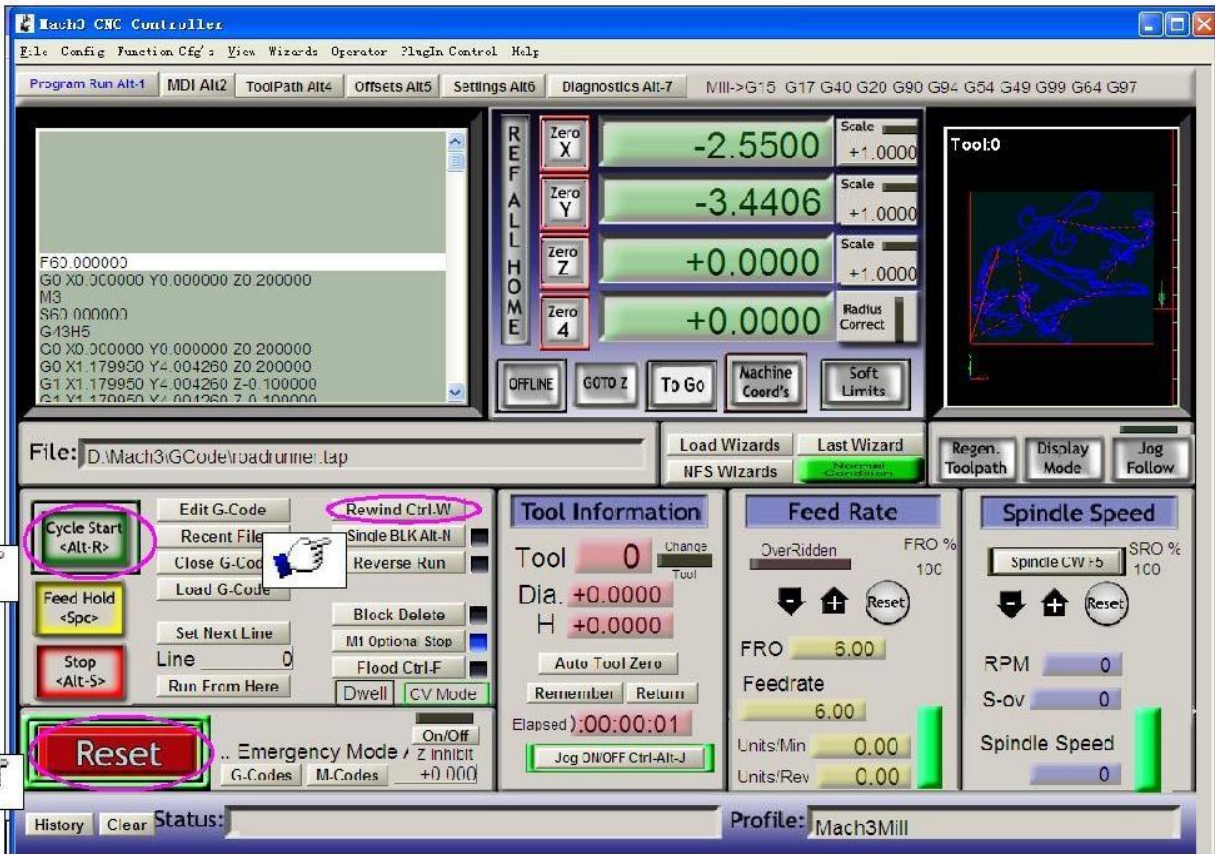 Mach3 CNC Controller
File Config Function Cfg's View Wizards Operator PlugIn Control Help
Program Run Alt-1 MDI Alt2 ToolPath Alt4 Offsets Alt5 Settings Alt6 Diagnostics Alt-7 Mill->G15 G17 G40 G20 G90 G94 G54 G49 G99 G64 G97
F60.000000
G0 X0.000000 Y0.000000 Z0.200000
M3
S60.000000
G43H5
G0 X0.000000 Y0.000000 Z0.200000
G0 X1.179950 Y4.004260 Z0.200000
G1 X1.179950 Y4.004260 Z-0.100000
G1 X1.179950 Y4.004260 Z-0.100000
REF ALL HOME
Zero X -2.5500 Scale +1.0000
Zero Y -3.4406 Scale +1.0000
Zero Z +0.0000 Scale +1.0000
Zero 4 +0.0000 Radius Correct
OFFLINE GOTO Z To Go Machine Coord's Soft Limits
Tool:0
File: D:\Mach3\GCode\roadrunner.tap
Load Wizards Last Wizard
NFS Wizards Normal Condition
Regen. Toolpath Display Mode Jog Follow
Cycle Start <Alt-R>
Feed Hold <Spc>
Stop <Alt-S>
Edit G-Code
Recent File
Close G-Code
Load G-Code
Set Next Line
Line 0
Run From Here
Rewind Ctrl-W
Single BLK Alt-N
Reverse Run
Block Delete
M1 Optional Stop
Flood Ctrl-F
Dwell CV Mode
Reset
.. Emergency Mode
G-Codes M-Codes
On/Off
Z Inhibit
+0.000
Tool Information
Tool 0 Change Tool
Dia. +0.0000
H +0.0000
Auto Tool Zero
Remember Return
Elapsed ):00:00:01
Jog ON/OFF Ctrl-Alt-J
Feed Rate
OverRidden FRO %
100
Reset
FRO 6.00
Feedrate
6.00
Units/Min 0.00
Units/Rev 0.00
Spindle Speed
Spindle CW F5 SRO %
100
Reset
RPM 0
S-ov 0
Spindle Speed
0
History Clear Status:
Profile: Mach3Mill